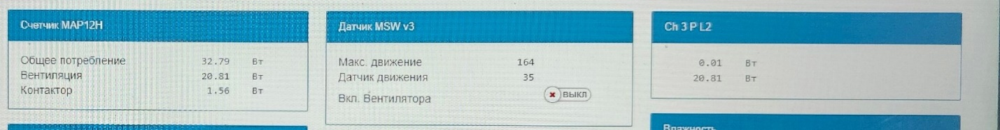 Счетчик MAP12H
Общее потребление 32.79 Вт
Вентиляция 20.81 Вт
Контактор 1.56 Вт
Датчик MSW v3
Макс. движение 164
Датчик движения 35
Вкл. Вентилятора ВЫКЛ
Ch 3 P L2
0.01 Вт
20.81 Вт
Влажность